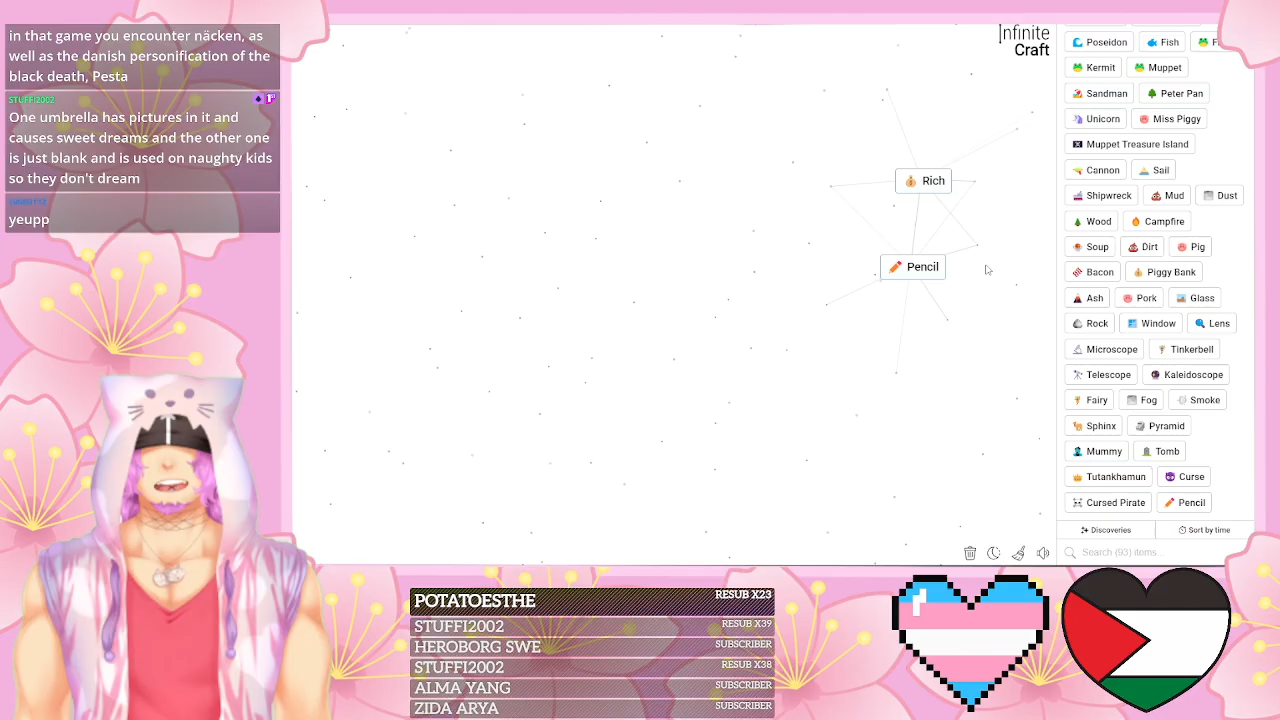 in that game you encounter näcken, as
well as the danish personification of the
black death, Pesta
STUFFI2002
One umbrella has pictures in it and
causes sweet dreams and the other one
is just blank and is used on naughty kids
so they don't dream
yeupp
Infinite
Craft
Rich
Pencil
Poseidon Fish
Kermit Muppet
Sandman Peter Pan
Unicorn Miss Piggy
Muppet Treasure Island
Cannon Sail
Shipwreck Mud Dust
Wood Campfire
Soup Dirt Pig
Bacon Piggy Bank
Ash Pork Glass
Rock Window Lens
Microscope Tinkerbell
Telescope Kaleidoscope
Fairy Fog Smoke
Sphinx Pyramid
Mummy Tomb
Tutankhamun Curse
Cursed Pirate Pencil
Discoveries Sort by time
Search (93) items...
POTATOESTHE RESUB X23
STUFFI2002 RESUB X39
HEROBORG SWE SUBSCRIBER
STUFFI2002 RESUB X38
ALMA YANG SUBSCRIBER
ZIDA ARYA SUBSCRIBER